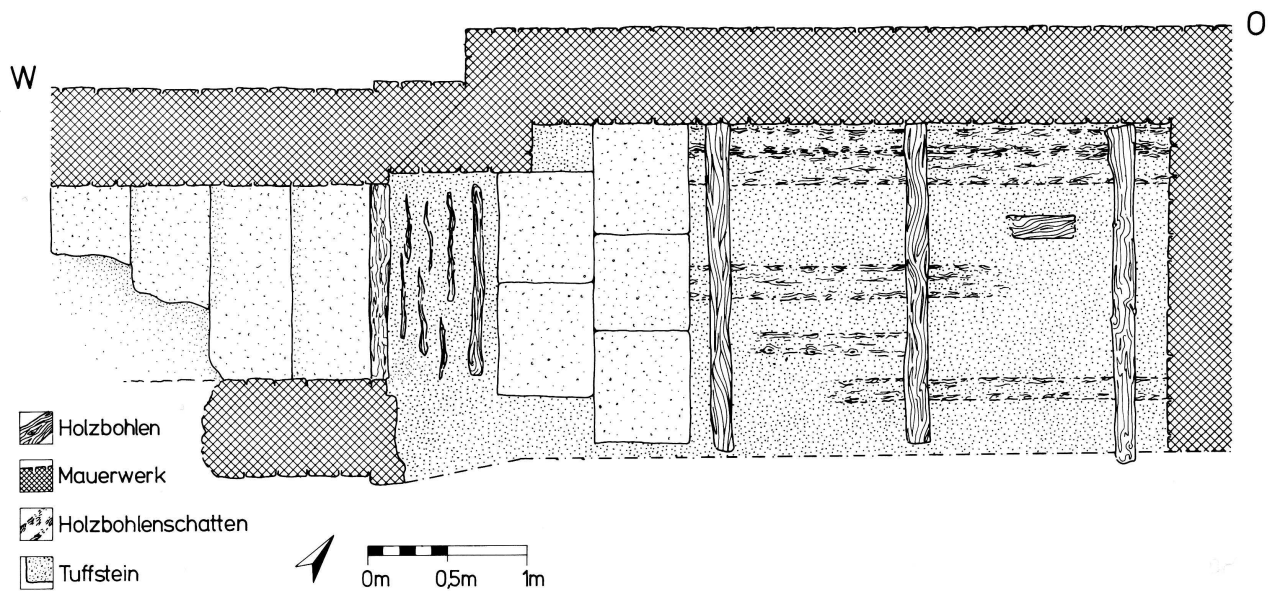 W
O
Holzbohlen
Mauerwerk
Holzbohlenschatten
Tuffstein
0m 0,5m 1m